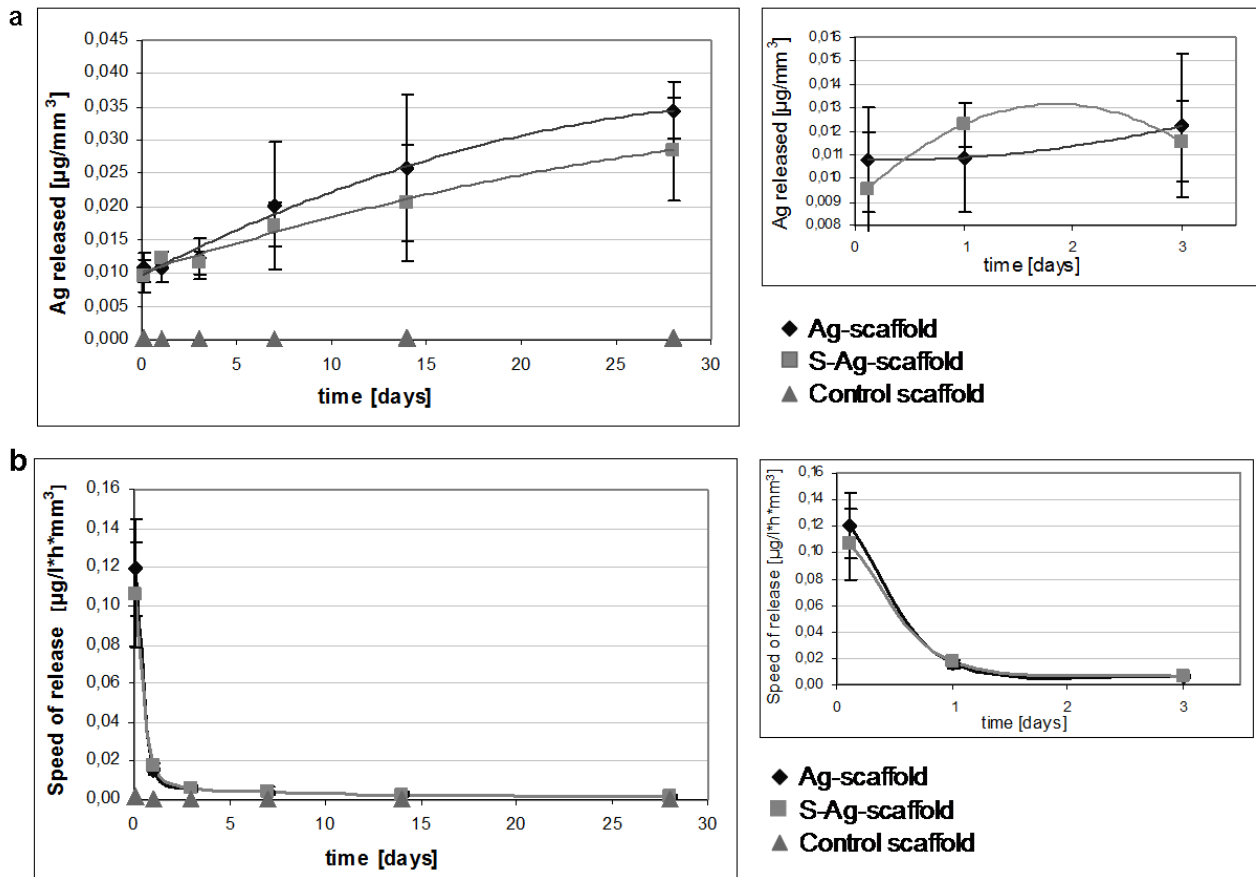 a
Ag released [µg/mm³]
0,045
0,040
0,035
0,030
0,025
0,020
0,015
0,010
0,005
0,000
0 5 10 15 20 25 30
time [days]
Ag released [µg/mm³]
0,015
0,014
0,013
0,012
0,011
0,010
0,008
0 1 2 3
time [days]
Ag-scaffold
S-Ag-scaffold
Control scaffold
b
Speed of release [µg/l*h*mm³]
0,16
0,14
0,12
0,10
0,08
0,06
0,04
0,02
0,00
0 5 10 15 20 25 30
time [days]
Speed of release [µg/l*h*mm³]
0,16
0,14
0,12
0,10
0,08
0,06
0,04
0,02
0,00
0 1 2 3
time [days]
Ag-scaffold
S-Ag-scaffold
Control scaffold